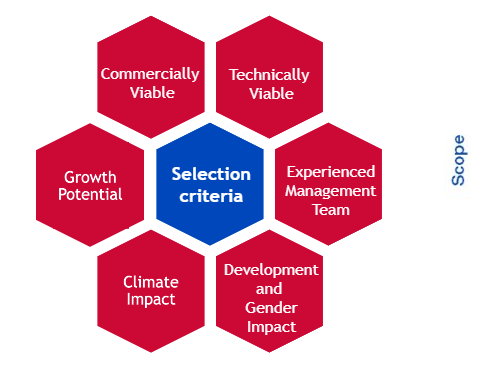 Commercially
Viable
Technically
Viable
Growth
Potential
Selection
criteria
Experienced
Management
Team
Climate
Impact
Development
and
Gender
Impact
Scope